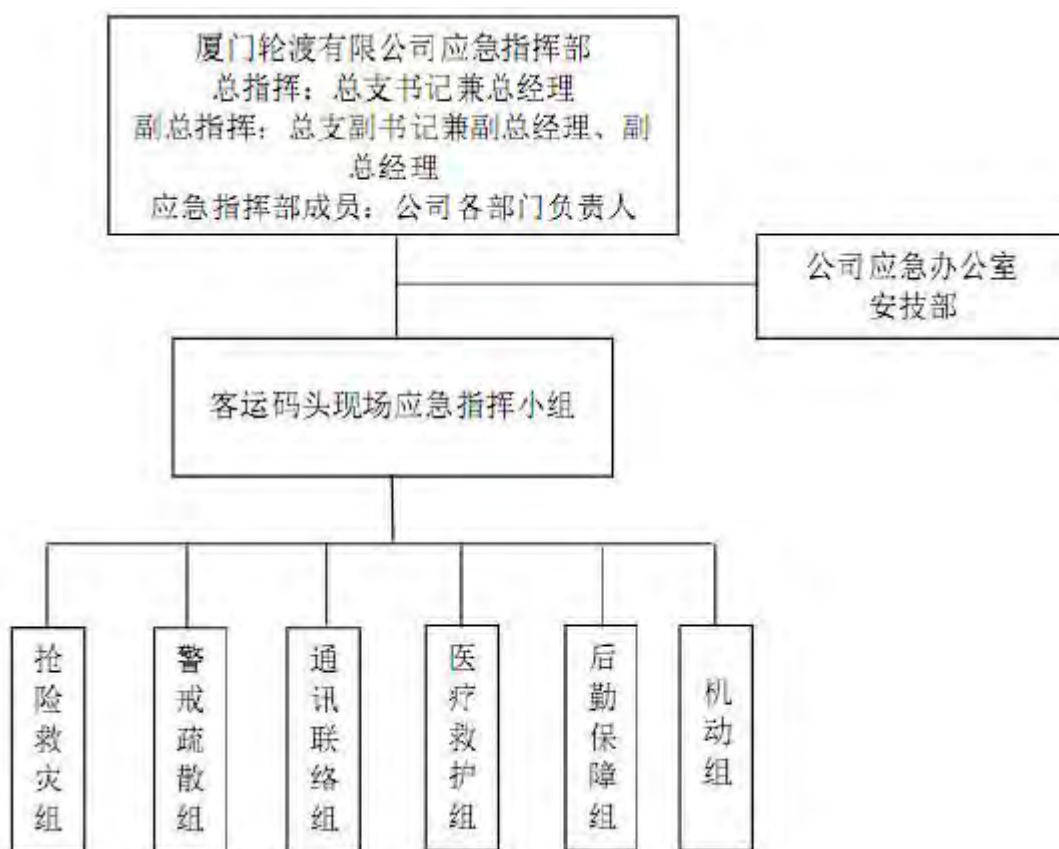 厦门轮渡有限公司应急指挥部
总指挥：总支书记兼总经理
副总指挥：总支副书记兼副总经理、副
总经理
应急指挥部成员：公司各部门负责人
公司应急办公室
安技部
客运码头现场应急指挥小组
抢险救灾组
警戒疏散组
通讯联络组
医疗救护组
后勤保障组
机动组